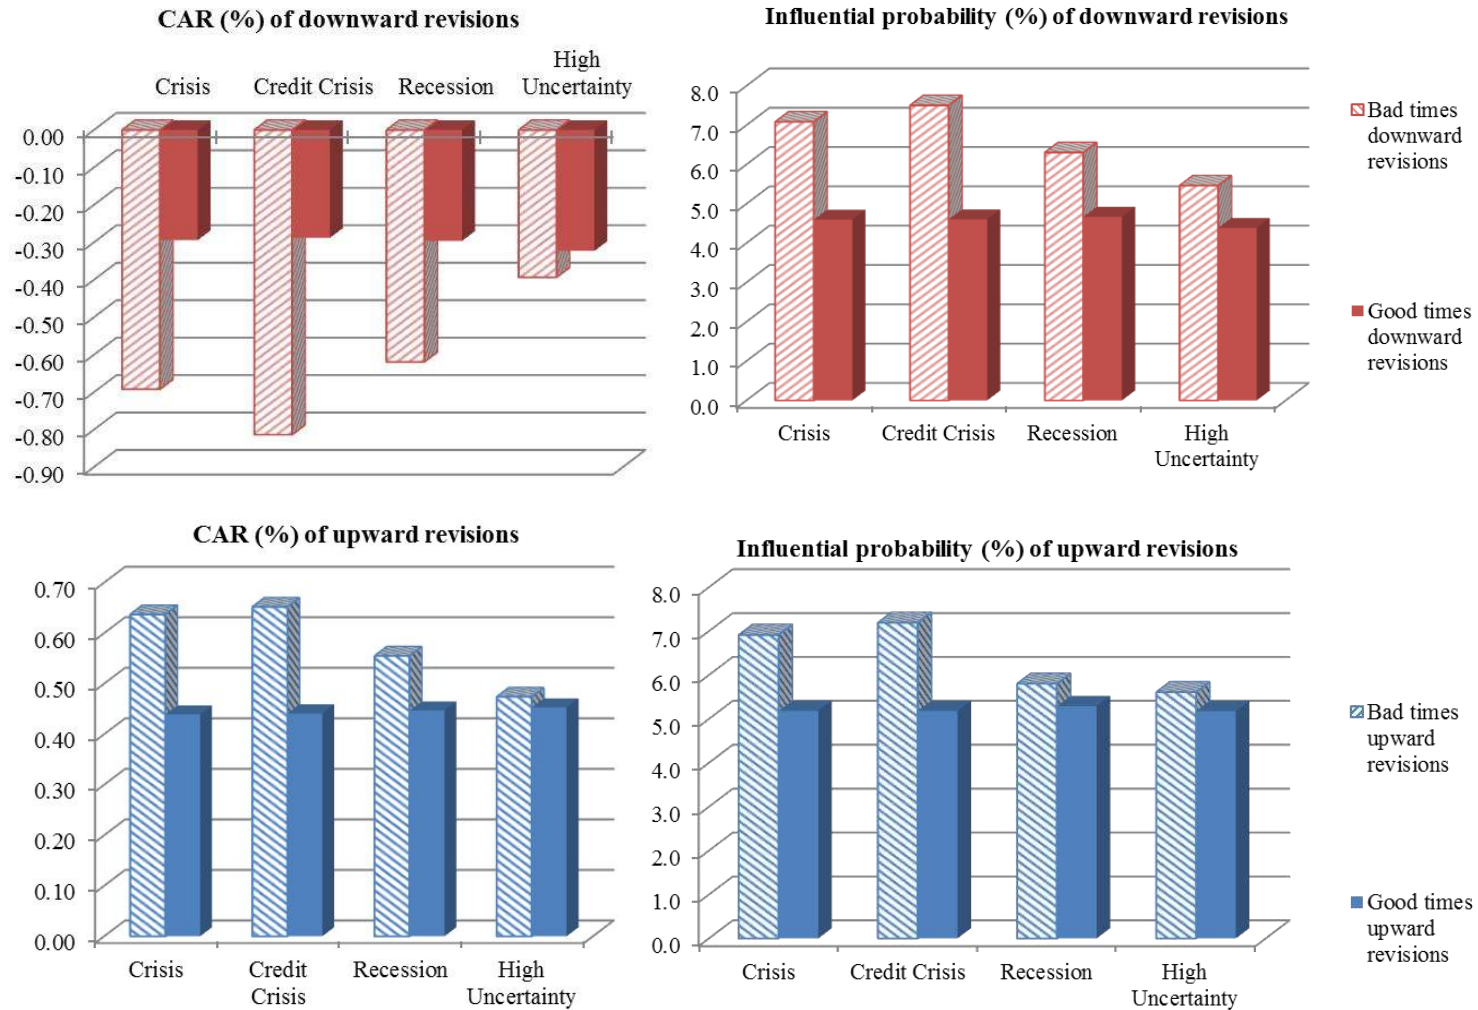 CAR (%) of downward revisions
Crisis
Credit Crisis
Recession
High
Uncertainty
0.00
-0.10
-0.20
-0.30
-0.40
-0.50
-0.60
-0.70
-0.80
-0.90
Influential probability (%) of downward revisions
8.0
7.0
6.0
5.0
4.0
3.0
2.0
1.0
0.0
Crisis
Credit Crisis
Recession
High
Uncertainty
Bad times
downward
revisions
Good times
downward
revisions
CAR (%) of upward revisions
0.70
0.60
0.50
0.40
0.30
0.20
0.10
0.00
Crisis
Credit
Crisis
Recession
High
Uncertainty
Influential probability (%) of upward revisions
8.0
7.0
6.0
5.0
4.0
3.0
2.0
1.0
0.0
Crisis
Credit Crisis
Recession
High
Uncertainty
Bad times
upward
revisions
Good times
upward
revisions